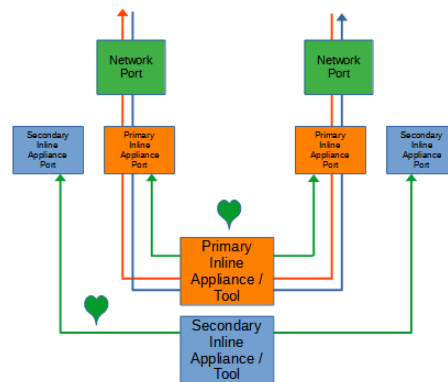 Network
Port
Network
Port
Secondary
Inline
Appliance
Port
Primary
Inline
Appliance
Port
Primary
Inline
Appliance
Port
Secondary
Inline
Appliance
Port
Primary
Inline
Appliance /
Tool
Secondary
Inline
Appliance /
Tool